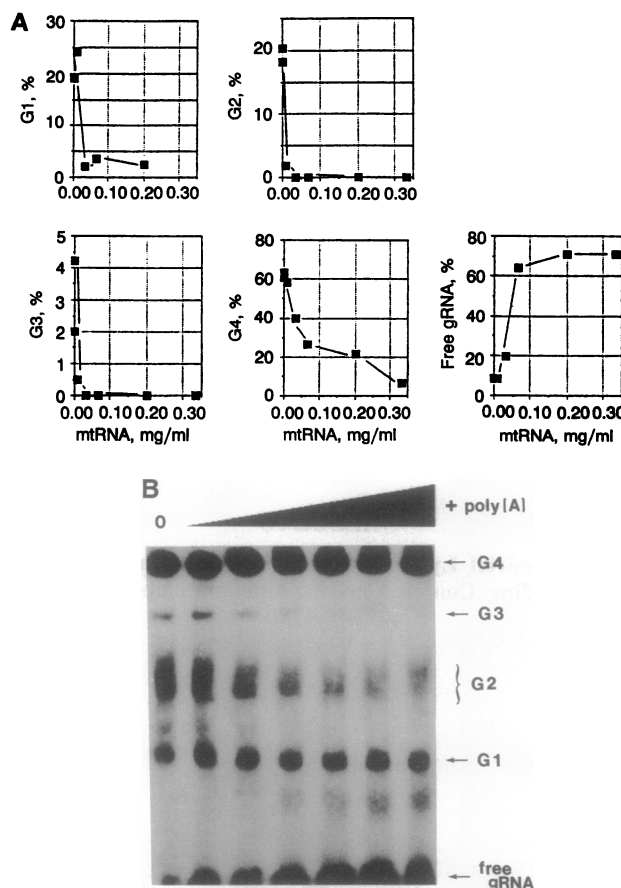 A
G1, %
30
20
10
0
0.00 0.10 0.20 0.30
G2, %
20
10
0
0.00 0.10 0.20 0.30
G3, %
5
4
3
2
1
0
0.00 0.10 0.20 0.30
mtRNA, mg/ml
G4, %
80
60
40
20
0
0.00 0.10 0.20 0.30
mtRNA, mg/ml
Free gRNA, %
80
60
40
20
0
0.00 0.10 0.20 0.30
mtRNA, mg/ml
B
0
+ poly[A]
G4
G3
G2
G1
free
gRNA